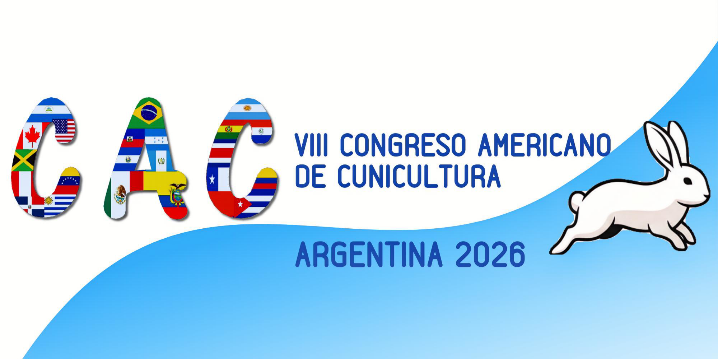 CAC
VIII CONGRESO AMERICANO
DE CUNICULTURA
ARGENTINA 2026